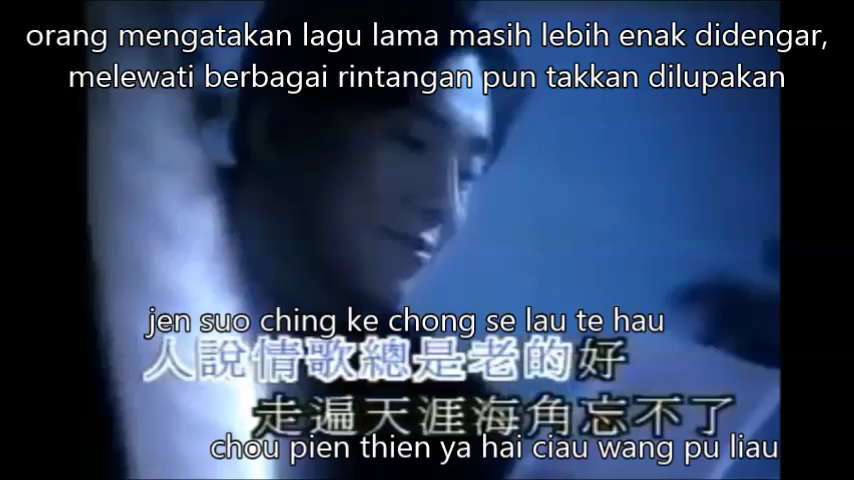 orang mengatakan lagu lama masih lebih enak didengar,
melewati berbagai rintangan pun takkan dilupakan
jen suo ching ke chong se lau te hau
人說情歌總是老的好
走遍天涯海角忘不了
chou pien thien ya hai ciau wang pu liau